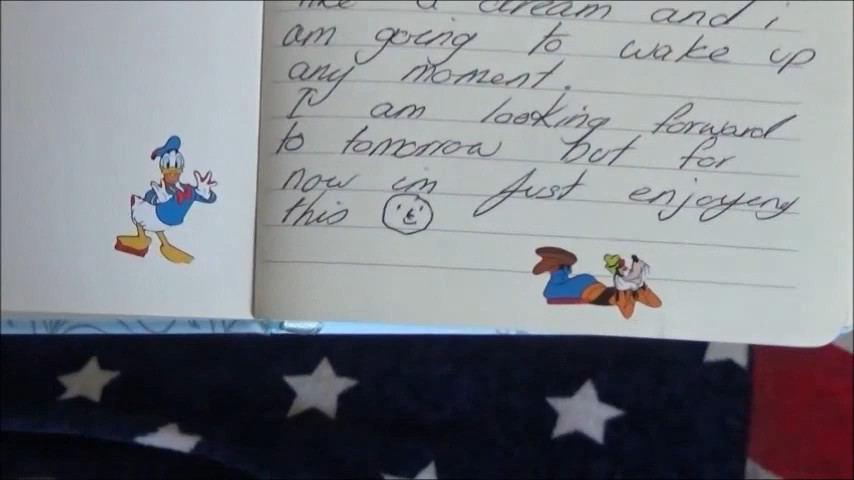 like a dream and i
am going to wake up
any moment.
I am looking forward
to tomorrow but for
now im just enjoyeng
this